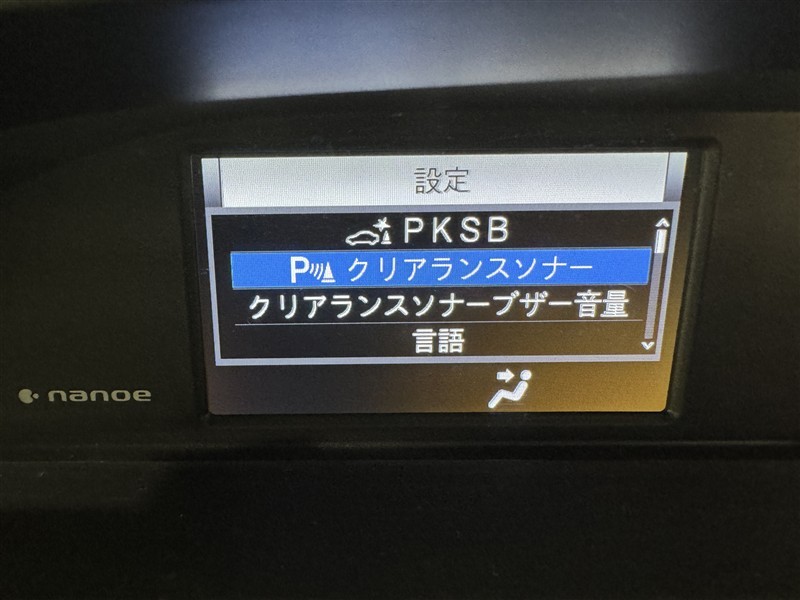 設定
PKSB
P クリアランスソナー
クリアランスソナーブザー音量
言語
nanoe